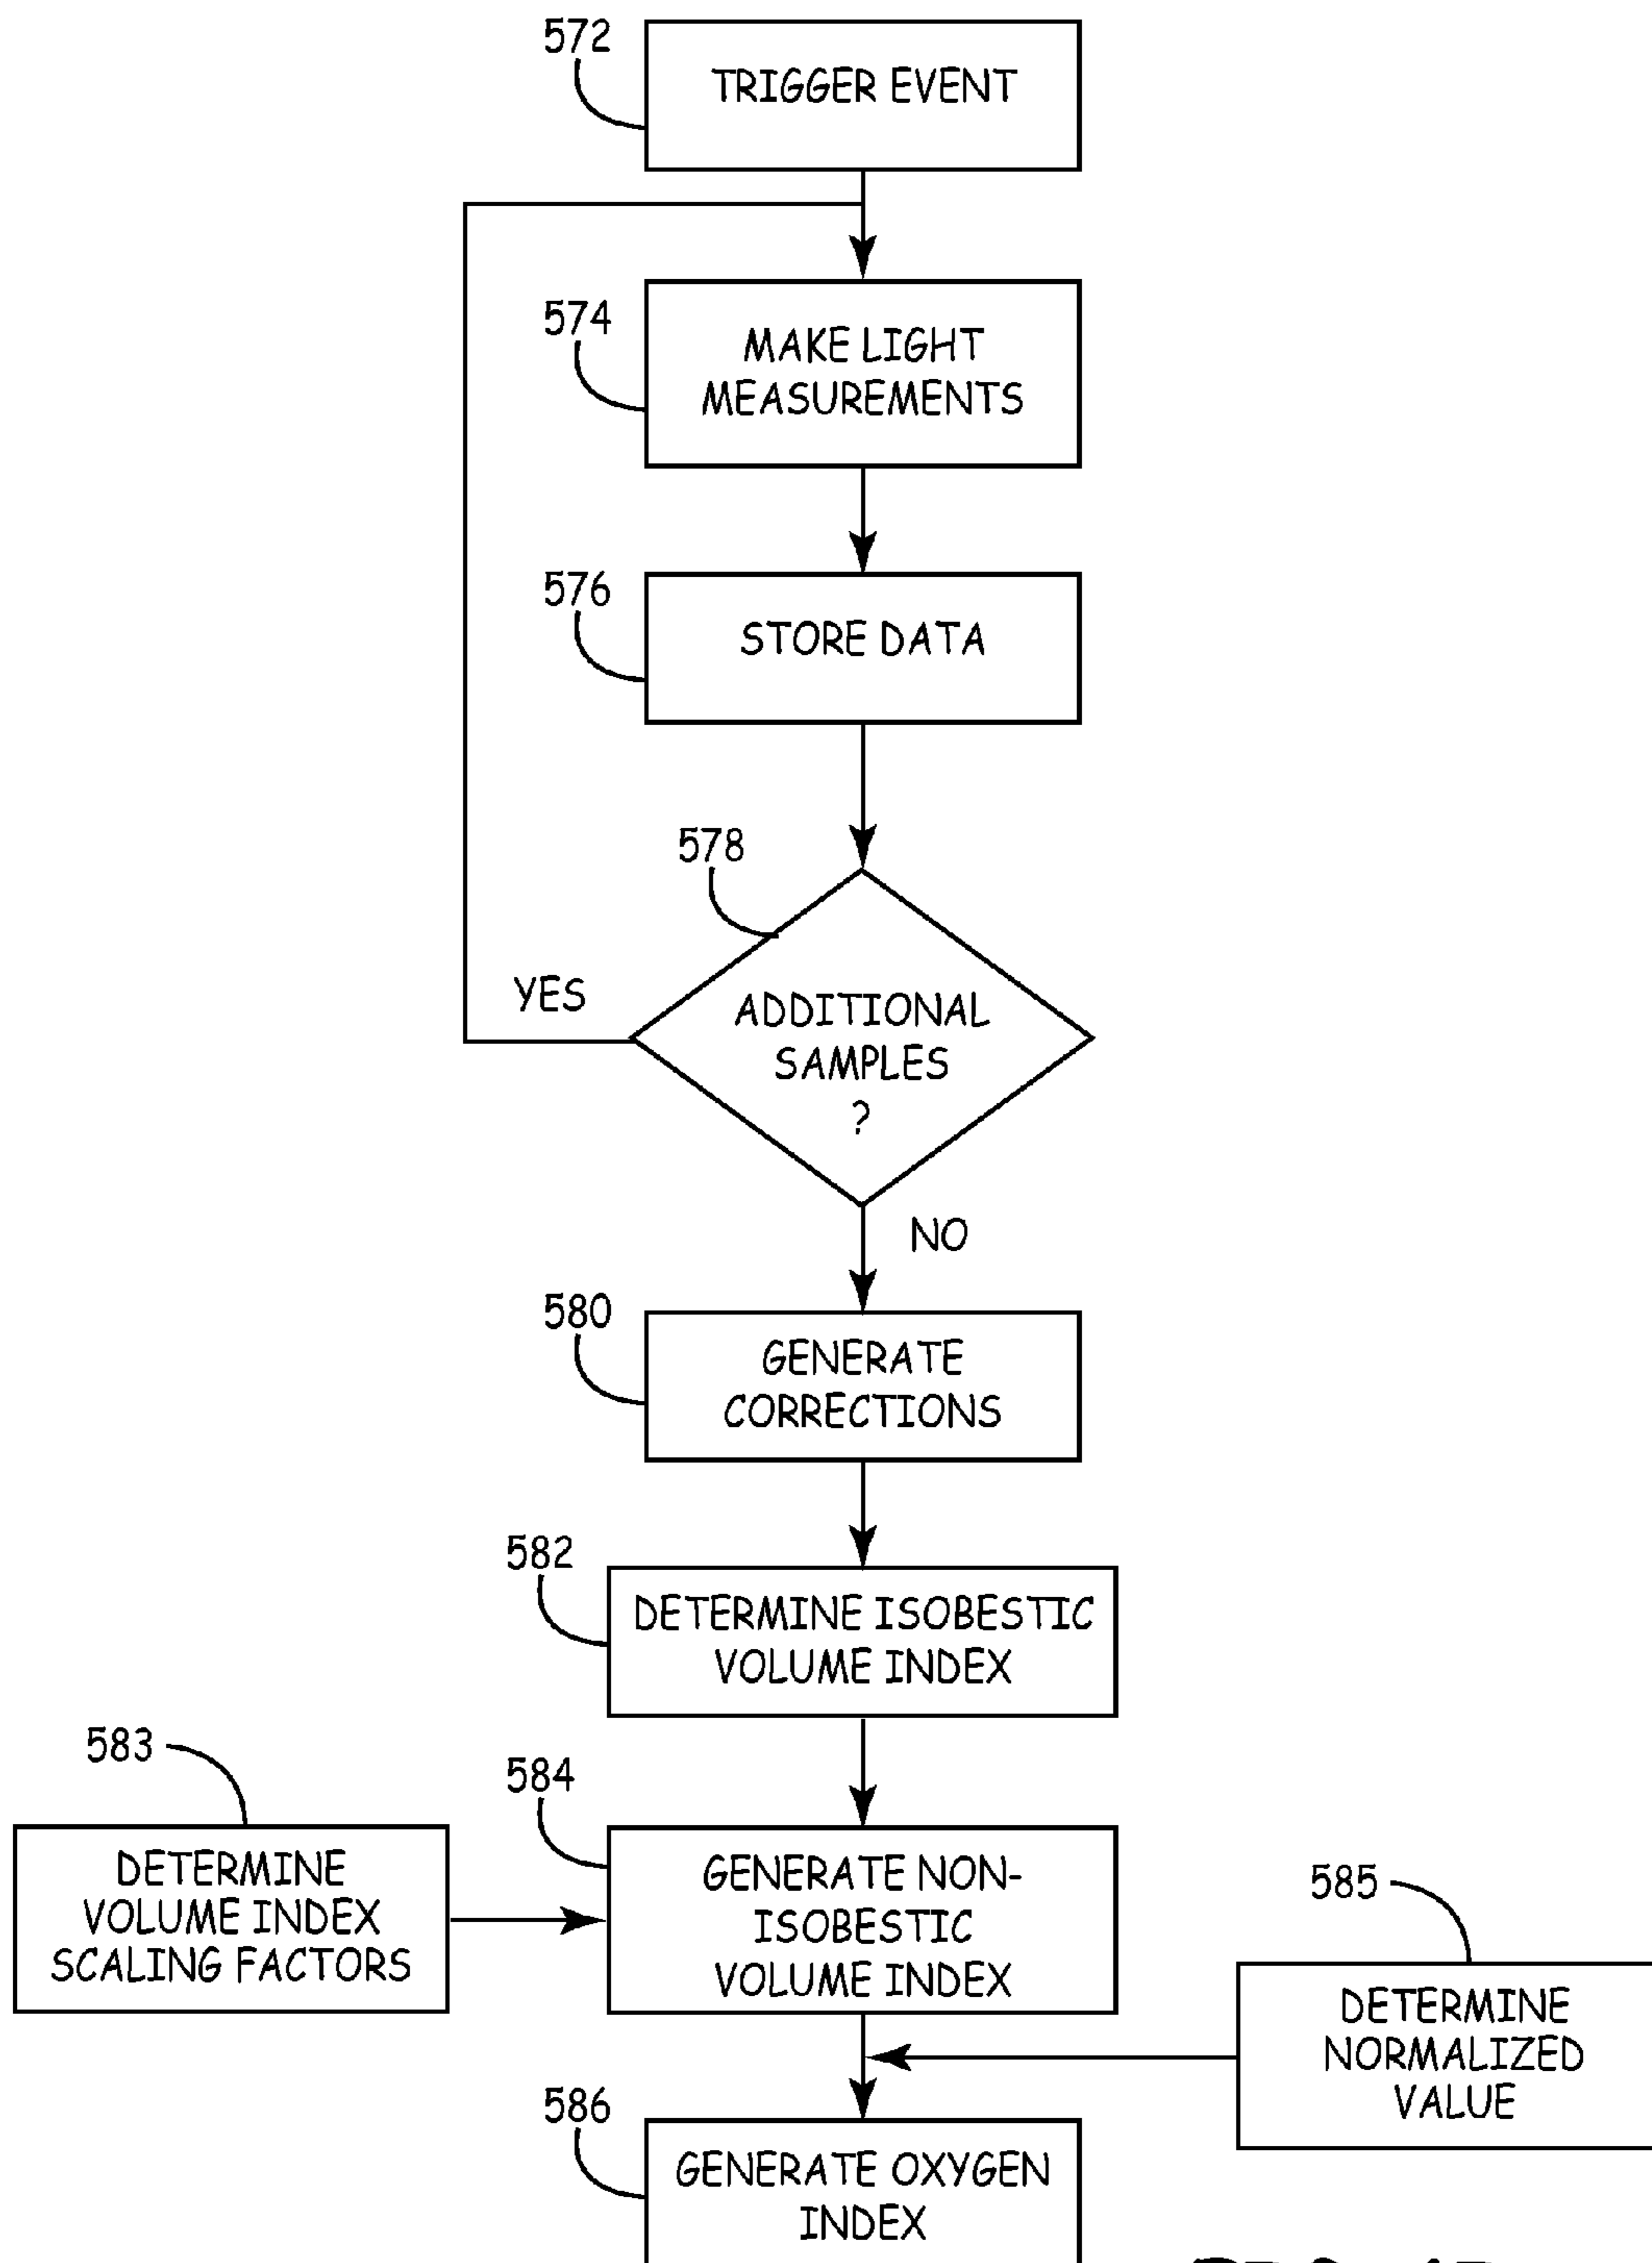 572
TRIGGER EVENT
574
MAKE LIGHT
MEASUREMENTS
576
STORE DATA
578
YES
ADDITIONAL
SAMPLES
?
NO
580
GENERATE
CORRECTIONS
582
DETERMINE ISOBESTIC
VOLUME INDEX
583
DETERMINE
VOLUME INDEX
SCALING FACTORS
584
GENERATE NON-
ISOBESTIC
VOLUME INDEX
585
DETERMINE
NORMALIZED
VALUE
586
GENERATE OXYGEN
INDEX